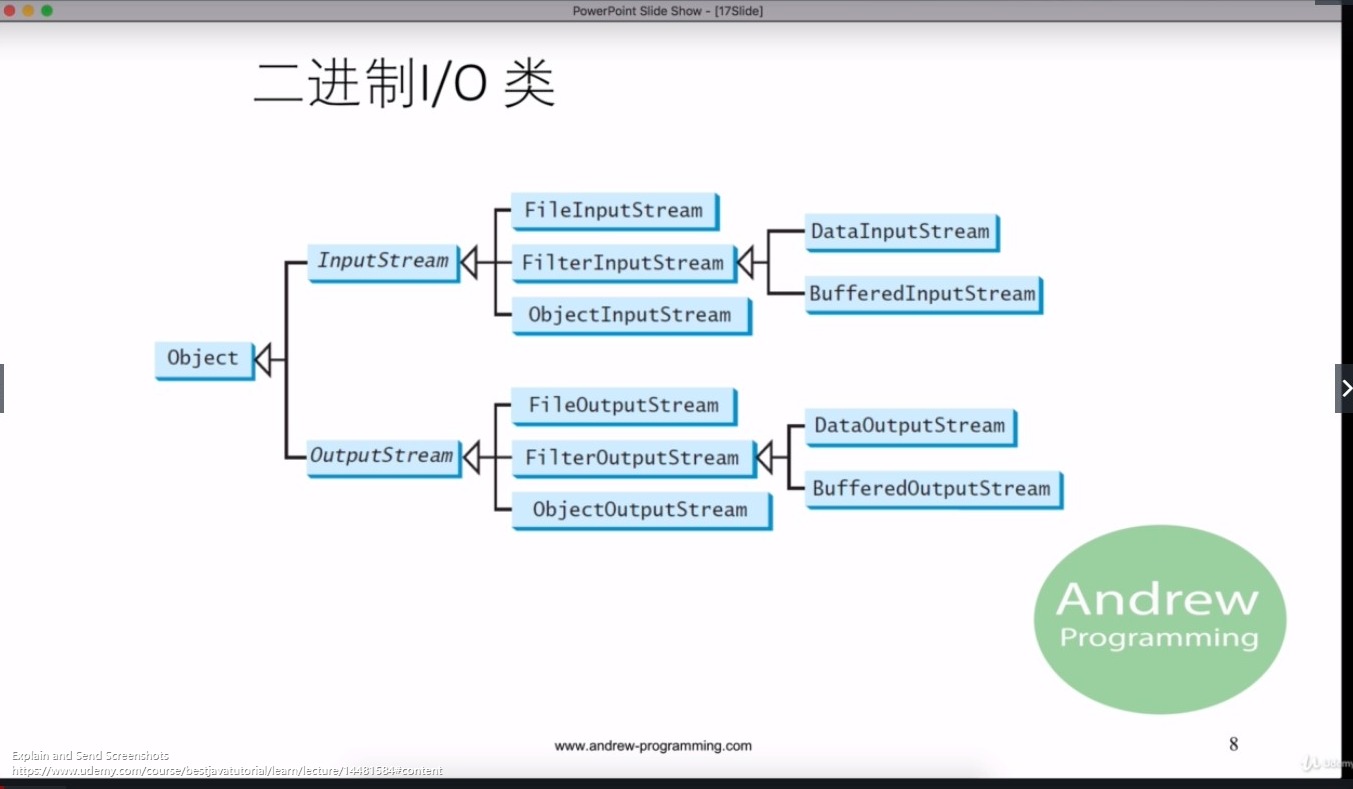 PowerPoint Slide Show - [17Slide]
二进制I/O 类
FileInputStream
DataInputStream
InputStream
FilterInputStream
BufferedInputStream
ObjectInputStream
Object
FileOutputStream
DataOutputStream
OutputStream
FilterOutputStream
BufferedOutputStream
ObjectOutputStream
Andrew
Programming
www.andrew-programming.com
8
Explain and Send Screenshots
https://www.udemy.com/course/bestjavatutorial/learn/lecture/14481584#content
Udemy